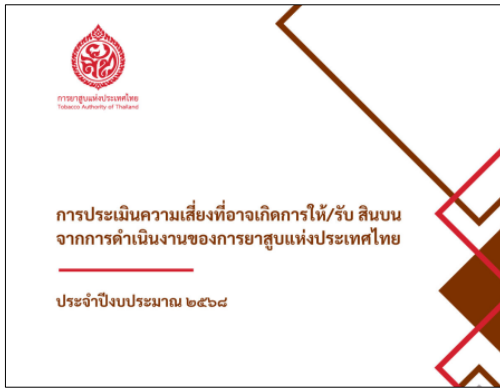 การยาสูบแห่งประเทศไทย
Tobacco Authority of Thailand
การประเมินความเสี่ยงที่อาจเกิดการให้/รับ สินบน
จากการดำเนินงานของการยาสูบแห่งประเทศไทย
ประจำปีงบประมาณ ๒๕๖๘